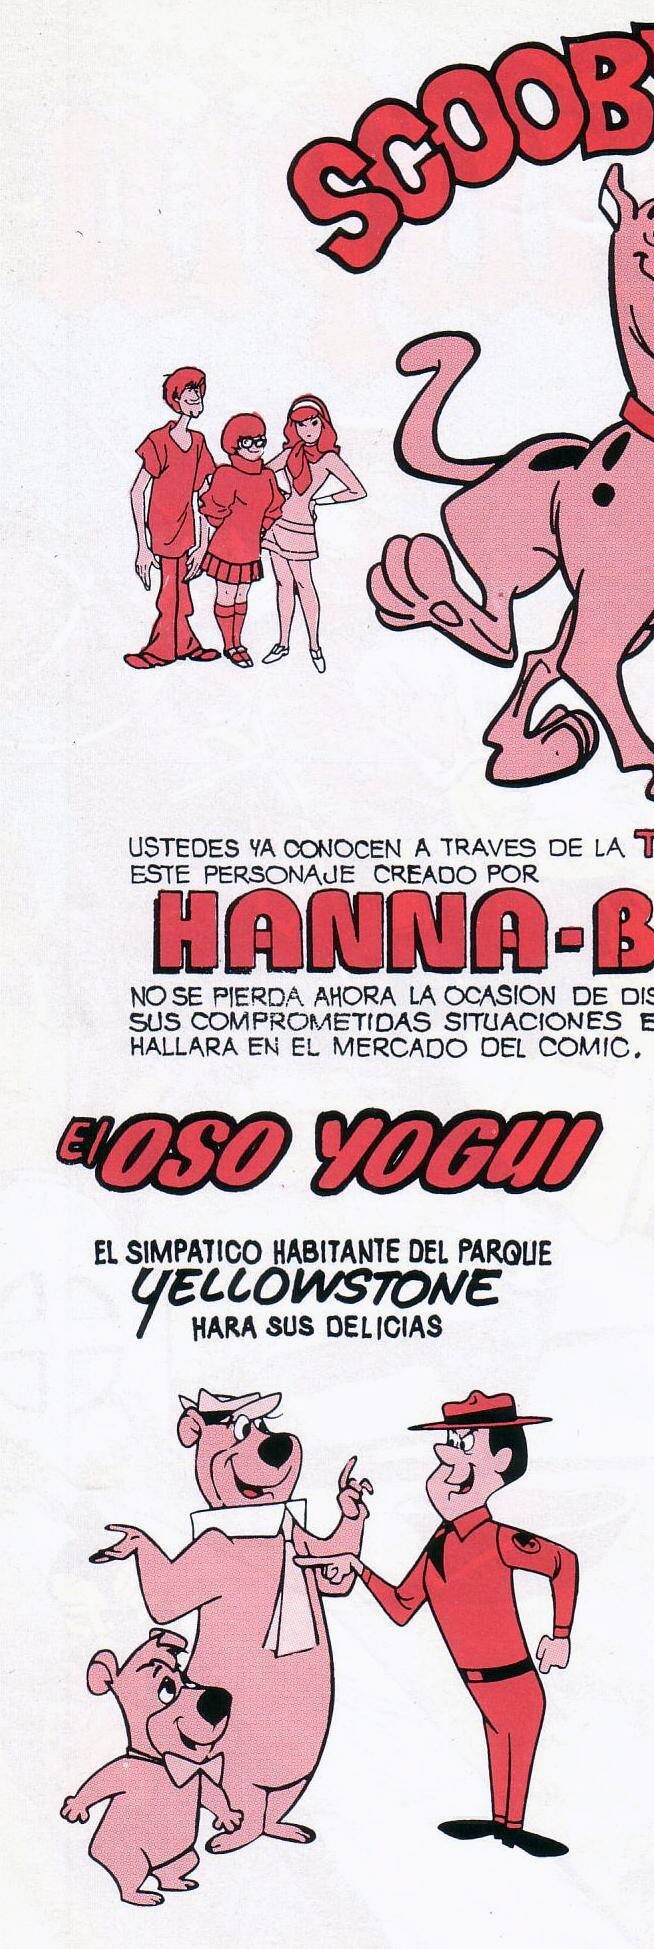 SCOOB
USTEDES YA CONOCEN A TRAVES DE LA T
ESTE PERSONAJE CREADO POR
HANNA-B
NO SE PIERDA AHORA LA OCASION DE DIS
SUS COMPROMETIDAS SITUACIONES E
HALLARA EN EL MERCADO DEL COMIC.
El OSO YOGUI
EL SIMPATICO HABITANTE DEL PARQUE
YELLOWSTONE
HARA SUS DELICIAS